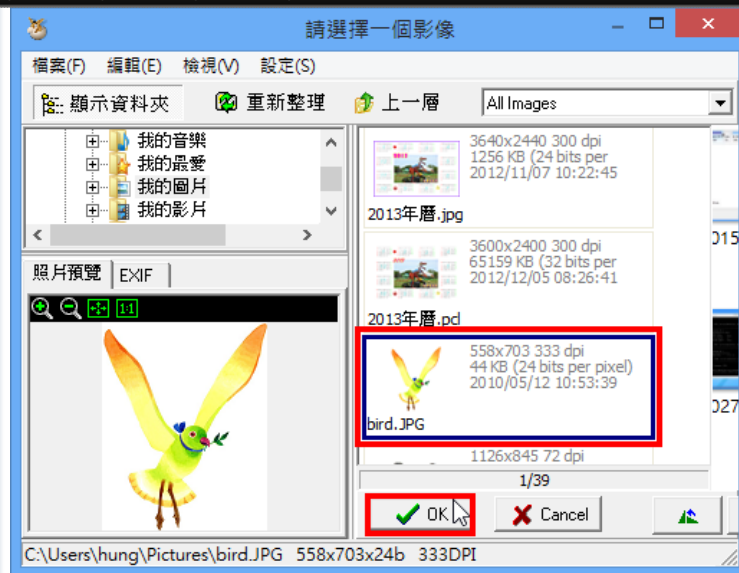 請選擇一個影像
檔案(F) 編輯(E) 檢視(V) 設定(S)
顯示資料夾 重新整理 上一層 All Images
我的音樂
我的最愛
我的圖片
我的影片
照片預覽 EXIF
1:1
3640x2440 300 dpi
1256 KB (24 bits per
2012/11/07 10:22:45
2013年曆.jpg
3600x2400 300 dpi
65159 KB (32 bits per
2012/12/05 08:26:41
2013年曆.pcl
558x703 333 dpi
44 KB (24 bits per pixel)
2010/05/12 10:53:39
bird.JPG
1126x845 72 dpi
015
027
1/39
OK Cancel
C:\Users\hung\Pictures\bird.JPG 558x703x24b 333DPI